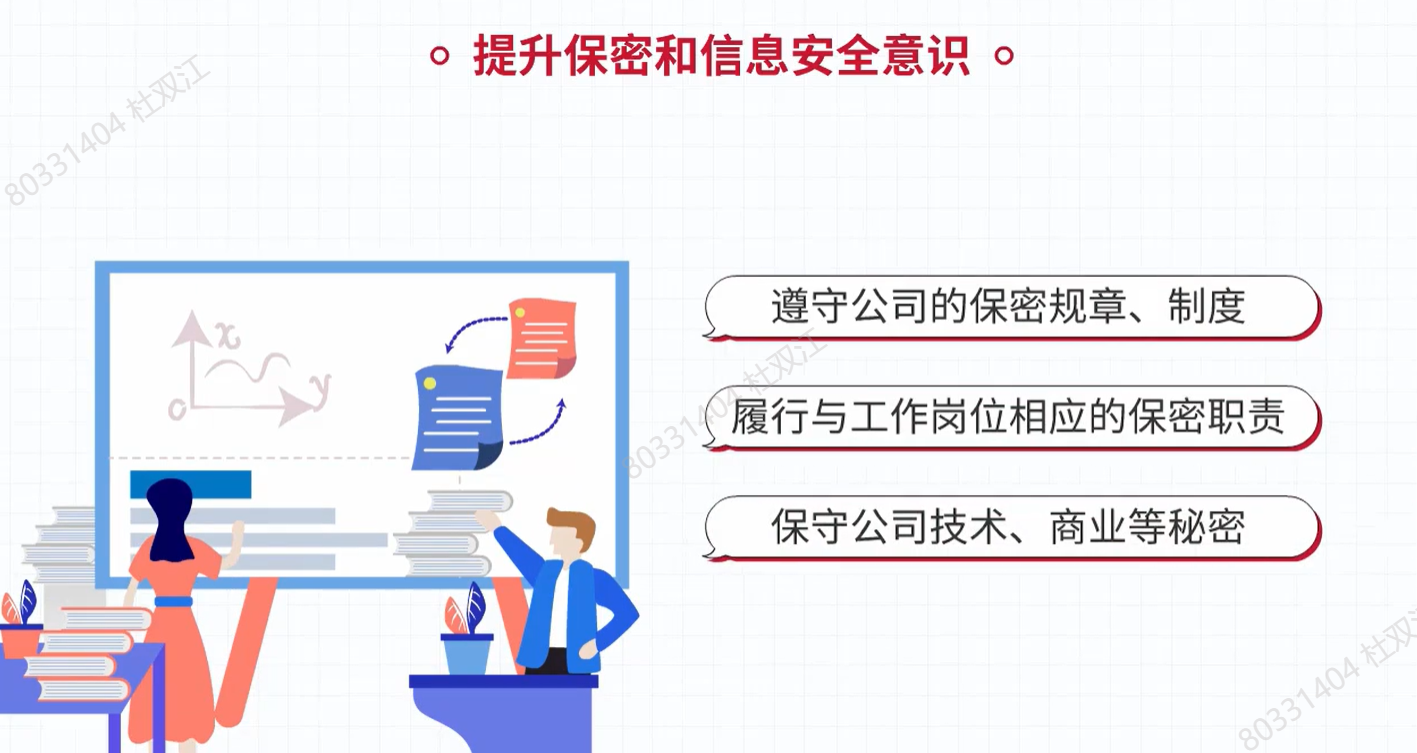 提升保密和信息安全意识
80331404 杜双江
x
y
o
遵守公司的保密规章、制度
80331404 杜双江
履行与工作岗位相应的保密职责
保守公司技术、商业等秘密
80331404 杜双江